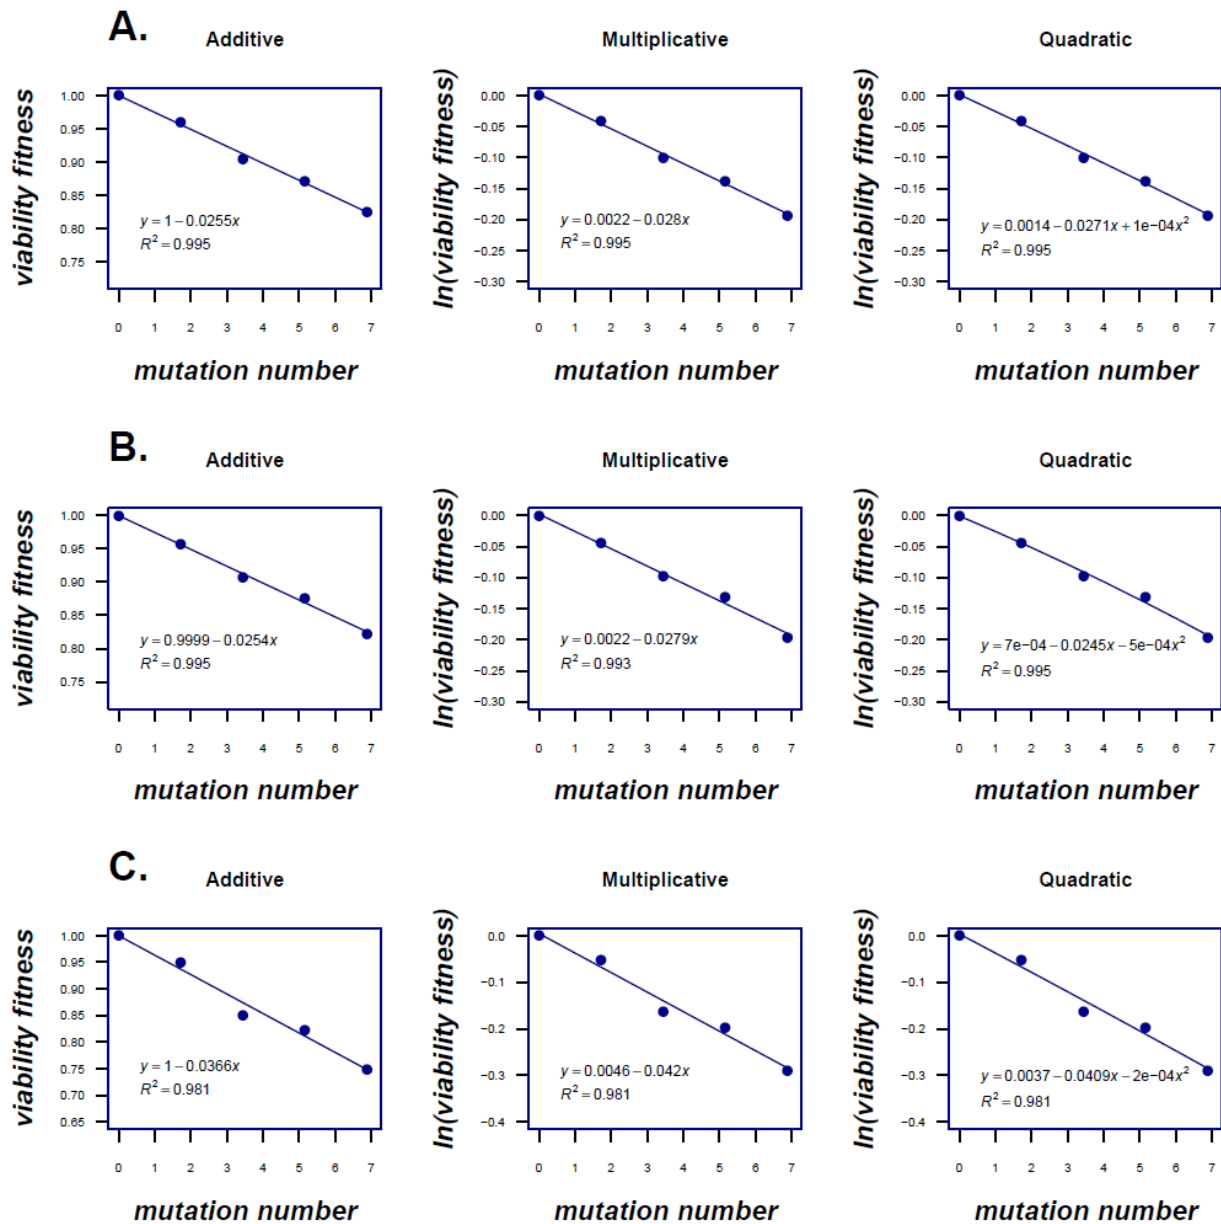 A.
Additive
viability fitness
1.00
0.95
0.90
0.85
0.80
0.75
y = 1 − 0.0255x
R² = 0.995
0 1 2 3 4 5 6 7
mutation number
Multiplicative
ln(viability fitness)
0.00
−0.05
−0.10
−0.15
−0.20
−0.25
−0.30
y = 0.0022 − 0.028x
R² = 0.995
0 1 2 3 4 5 6 7
mutation number
Quadratic
ln(viability fitness)
0.00
−0.05
−0.10
−0.15
−0.20
−0.25
−0.30
y = 0.0014 − 0.0271x + 1e−04x²
R² = 0.995
0 1 2 3 4 5 6 7
mutation number
B.
Additive
viability fitness
1.00
0.95
0.90
0.85
0.80
0.75
y = 0.9999 − 0.0254x
R² = 0.995
0 1 2 3 4 5 6 7
mutation number
Multiplicative
ln(viability fitness)
0.00
−0.05
−0.10
−0.15
−0.20
−0.25
−0.30
y = 0.0022 − 0.0279x
R² = 0.993
0 1 2 3 4 5 6 7
mutation number
Quadratic
ln(viability fitness)
0.00
−0.05
−0.10
−0.15
−0.20
−0.25
−0.30
y = 7e−04 − 0.0245x − 5e−04x²
R² = 0.995
0 1 2 3 4 5 6 7
mutation number
C.
Additive
viability fitness
1.00
0.95
0.90
0.85
0.80
0.75
0.70
0.65
y = 1 − 0.0366x
R² = 0.981
0 1 2 3 4 5 6 7
mutation number
Multiplicative
ln(viability fitness)
0.0
−0.1
−0.2
−0.3
−0.4
y = 0.0046 − 0.042x
R² = 0.981
0 1 2 3 4 5 6 7
mutation number
Quadratic
ln(viability fitness)
0.0
−0.1
−0.2
−0.3
−0.4
y = 0.0037 − 0.0409x − 2e−04x²
R² = 0.981
0 1 2 3 4 5 6 7
mutation number